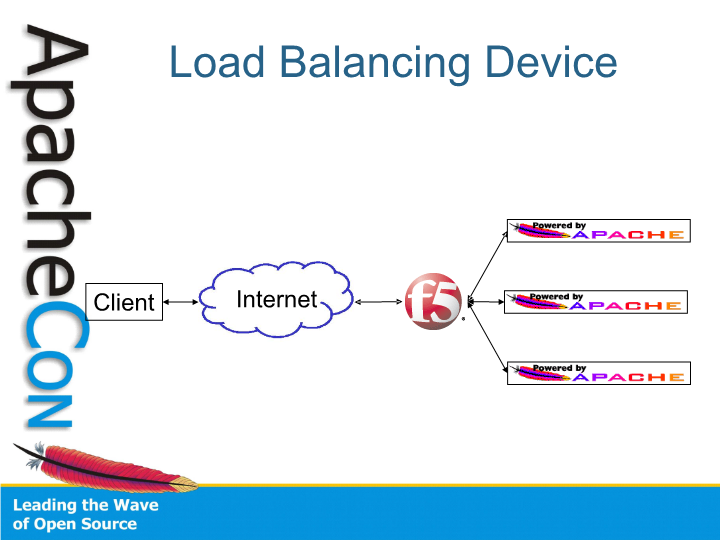 Load Balancing Device
ApacheCon
Powered by
APACHE
Client
Internet
f5
Powered by
APACHE
Powered by
APACHE
Leading the Wave
of Open Source